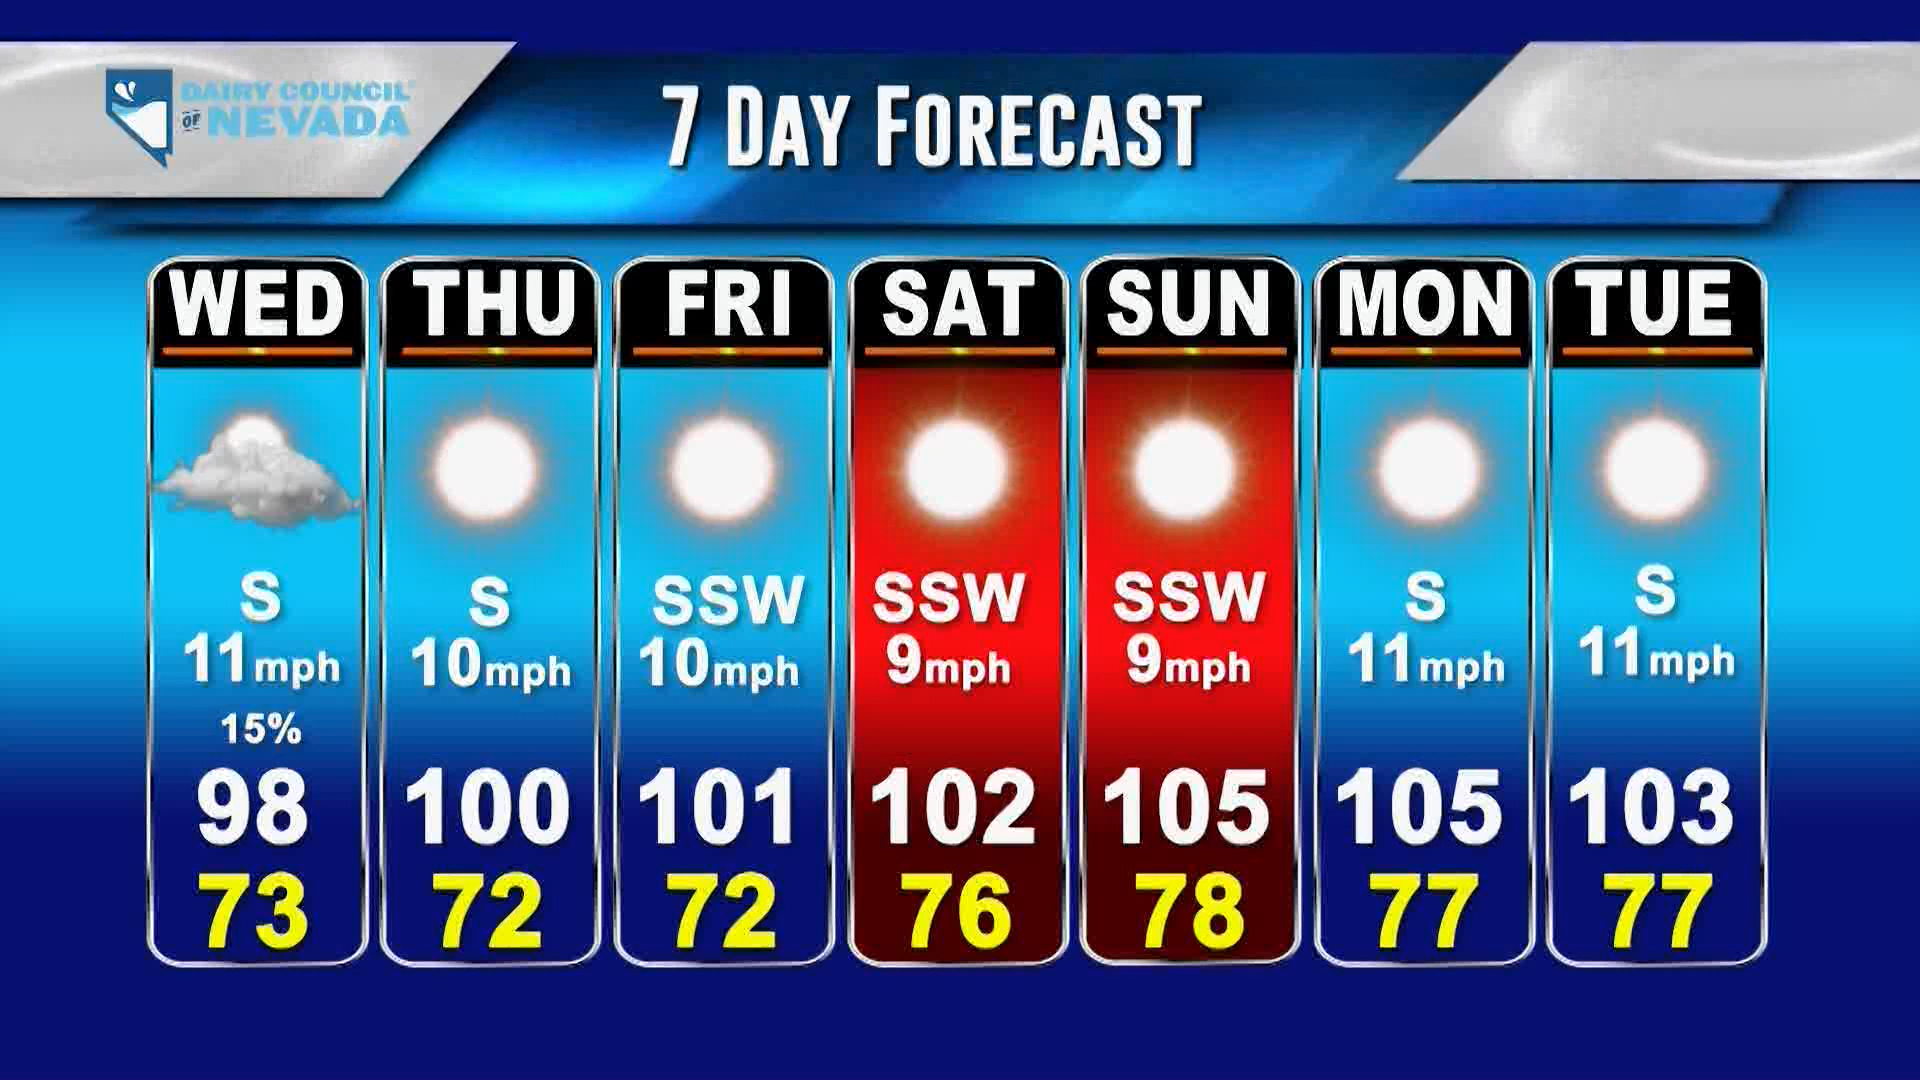 DAIRY COUNCIL
OF NEVADA
7 DAY FORECAST
WED
S
11mph
15%
98
73
THU
S
10mph
100
72
FRI
SSW
10mph
101
72
SAT
SSW
9mph
102
76
SUN
SSW
9mph
105
78
MON
S
11mph
105
77
TUE
S
11mph
103
77